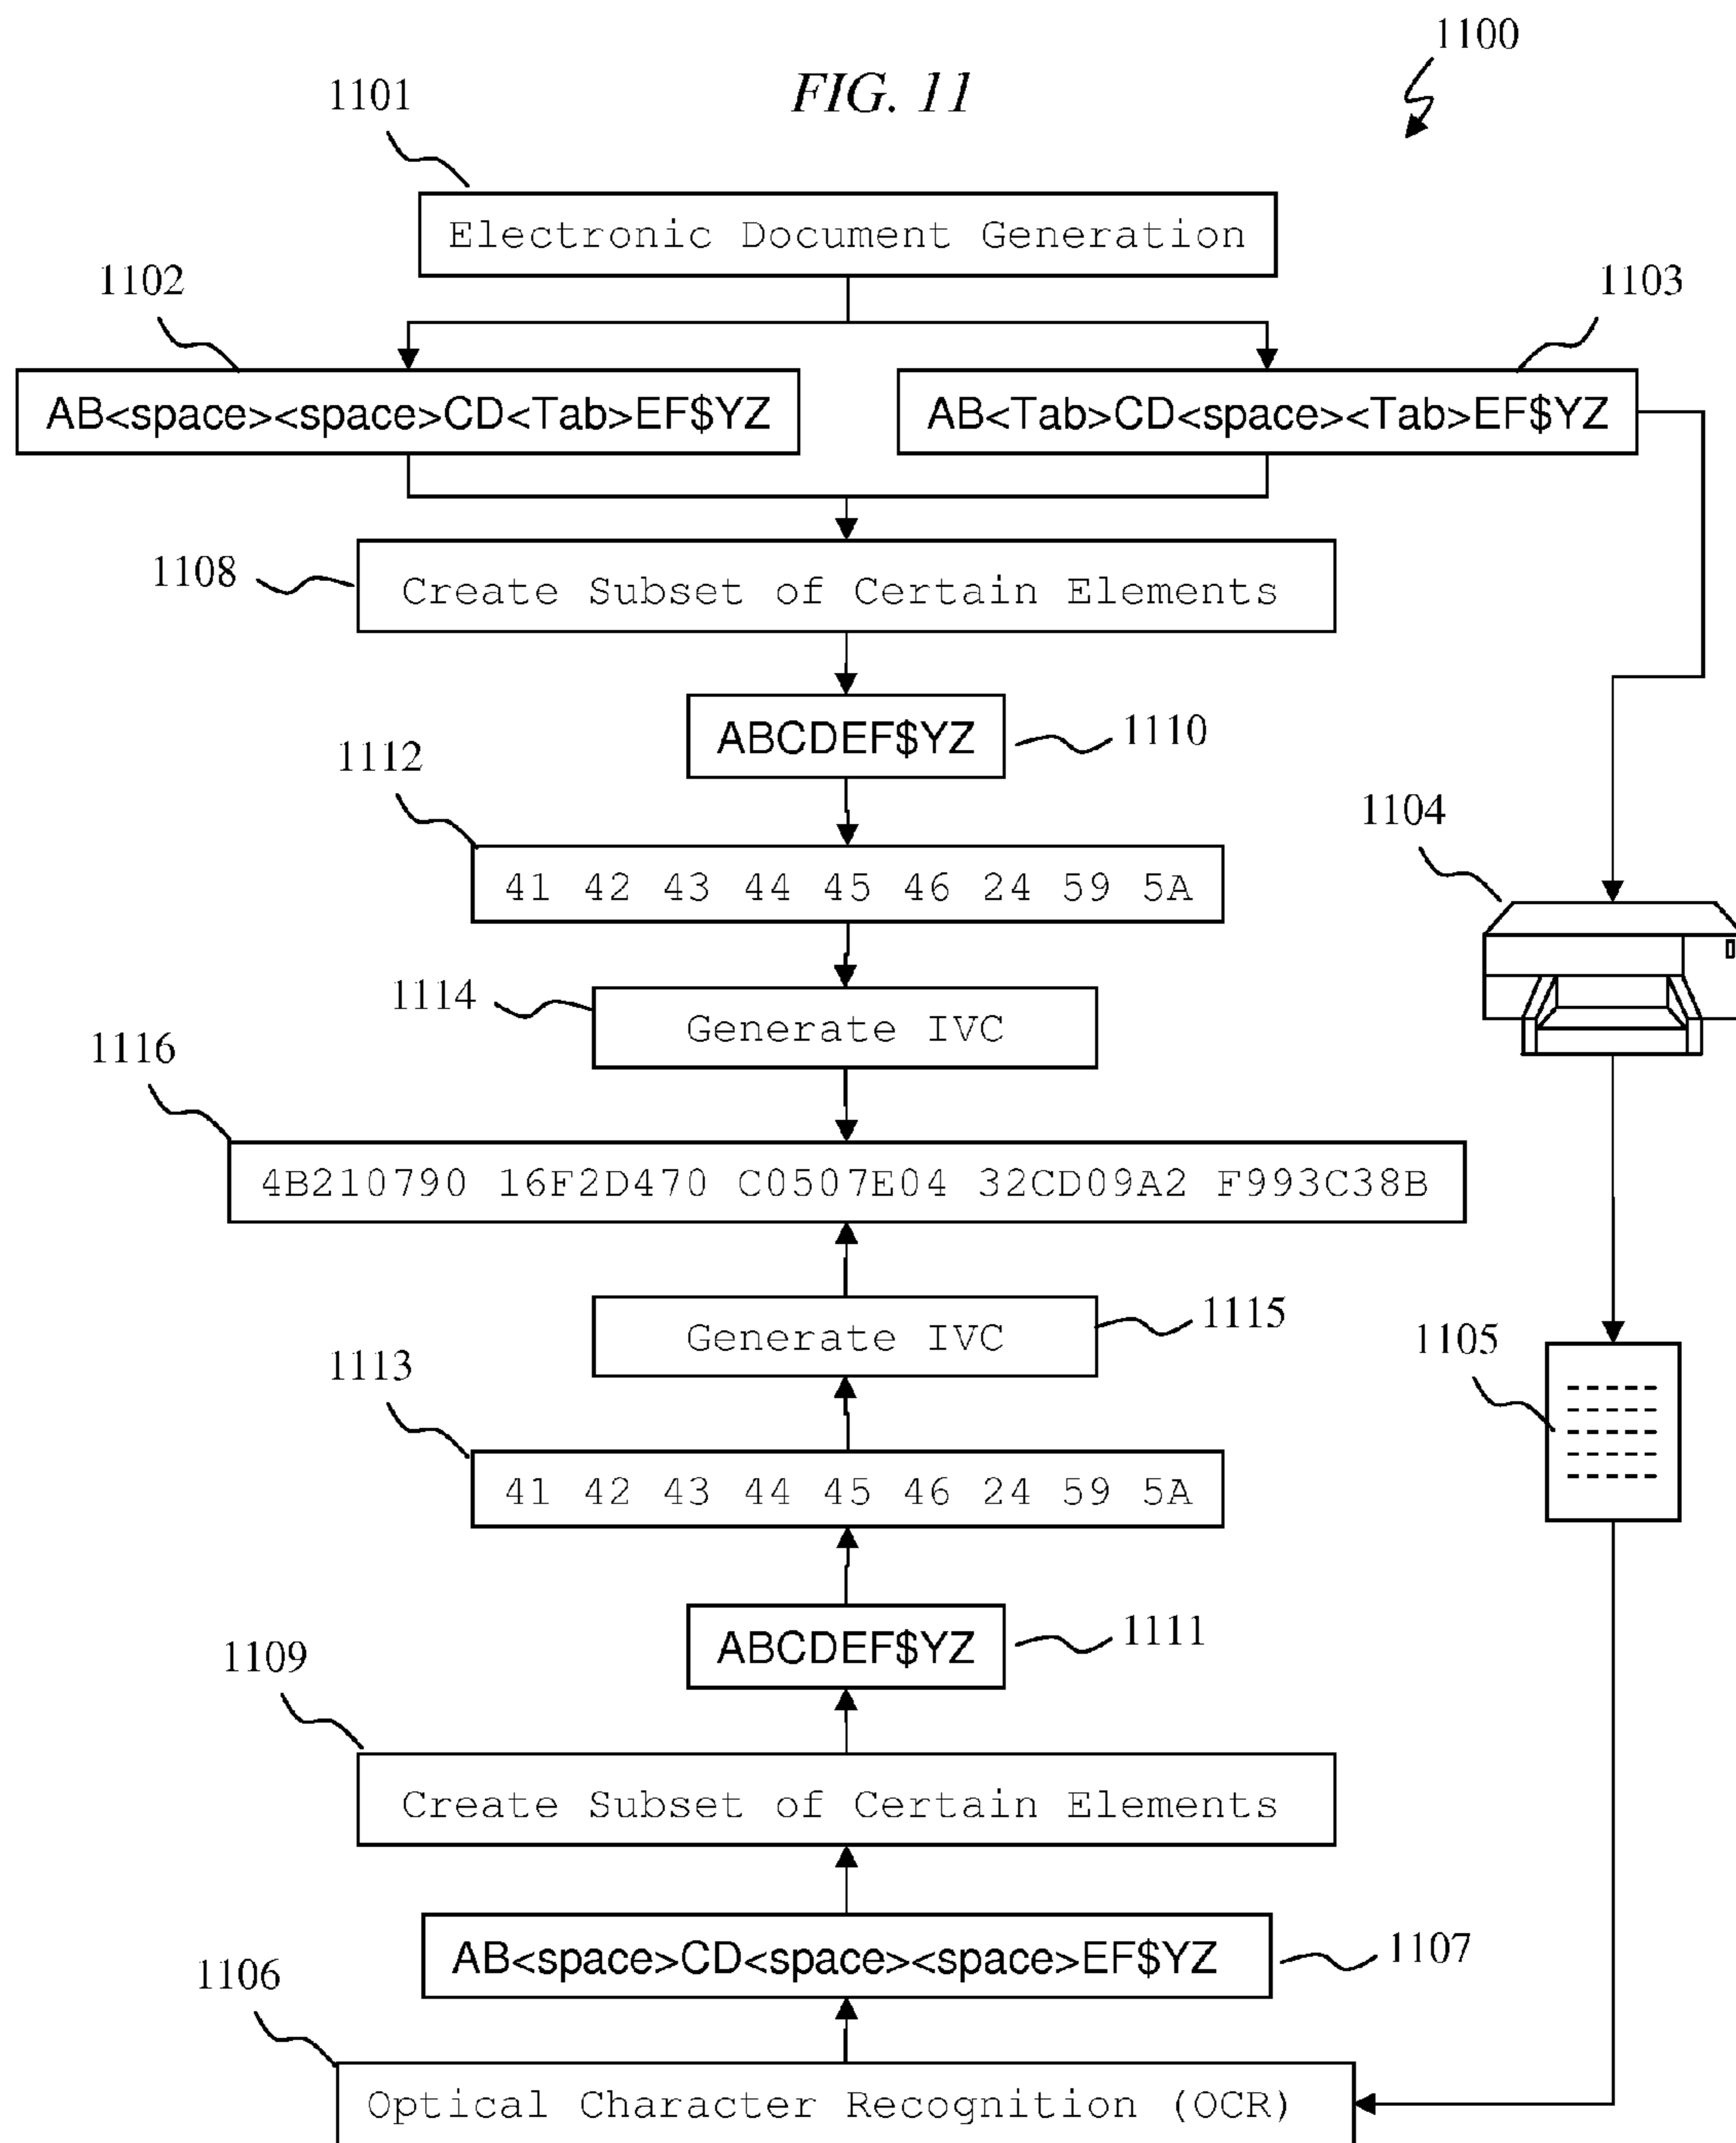 1100
FIG. 11
1101
Electronic Document Generation
1102
1103
AB<space><space>CD<Tab>EF$YZ
AB<Tab>CD<space><Tab>EF$YZ
1108
Create Subset of Certain Elements
ABCDEF$YZ
1110
1112
41 42 43 44 45 46 24 59 5A
1104
1114
Generate IVC
1116
4B210790 16F2D470 C0507E04 32CD09A2 F993C38B
Generate IVC
1115
1105
1113
41 42 43 44 45 46 24 59 5A
ABCDEF$YZ
1111
1109
Create Subset of Certain Elements
AB<space>CD<space><space>EF$YZ
1107
1106
Optical Character Recognition (OCR)